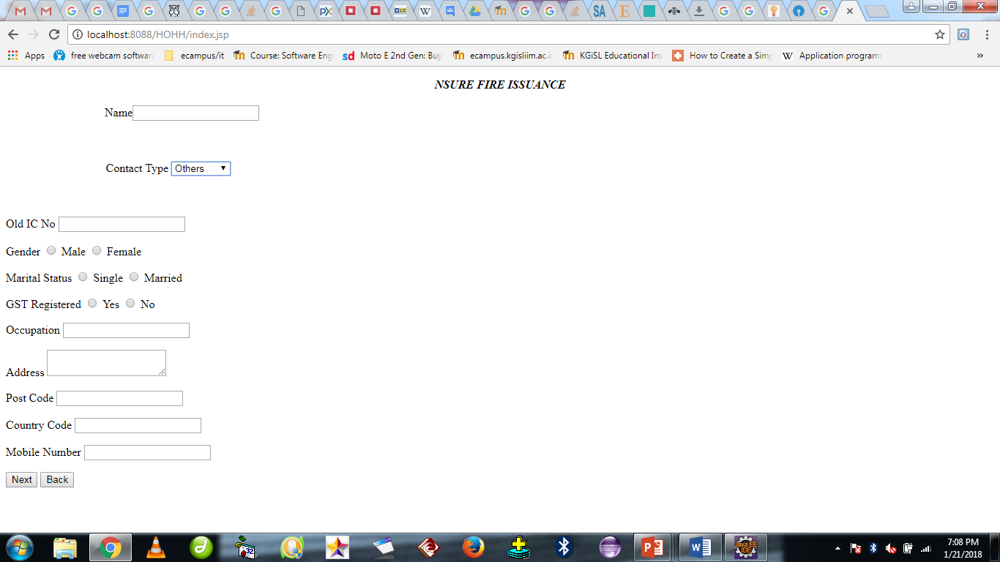 localhost:8088/HOHH/index.jsp
Apps free webcam software ecampus/it Course: Software Eng Moto E 2nd Gen: Buy ecampus.kgisliim.ac.in KGiSL Educational Ins How to Create a Simp Application program »
NSURE FIRE ISSUANCE
Name
Contact Type Others
Old IC No
Gender Male Female
Marital Status Single Married
GST Registered Yes No
Occupation
Address
Post Code
Country Code
Mobile Number
Next Back
7:08 PM
1/21/2018